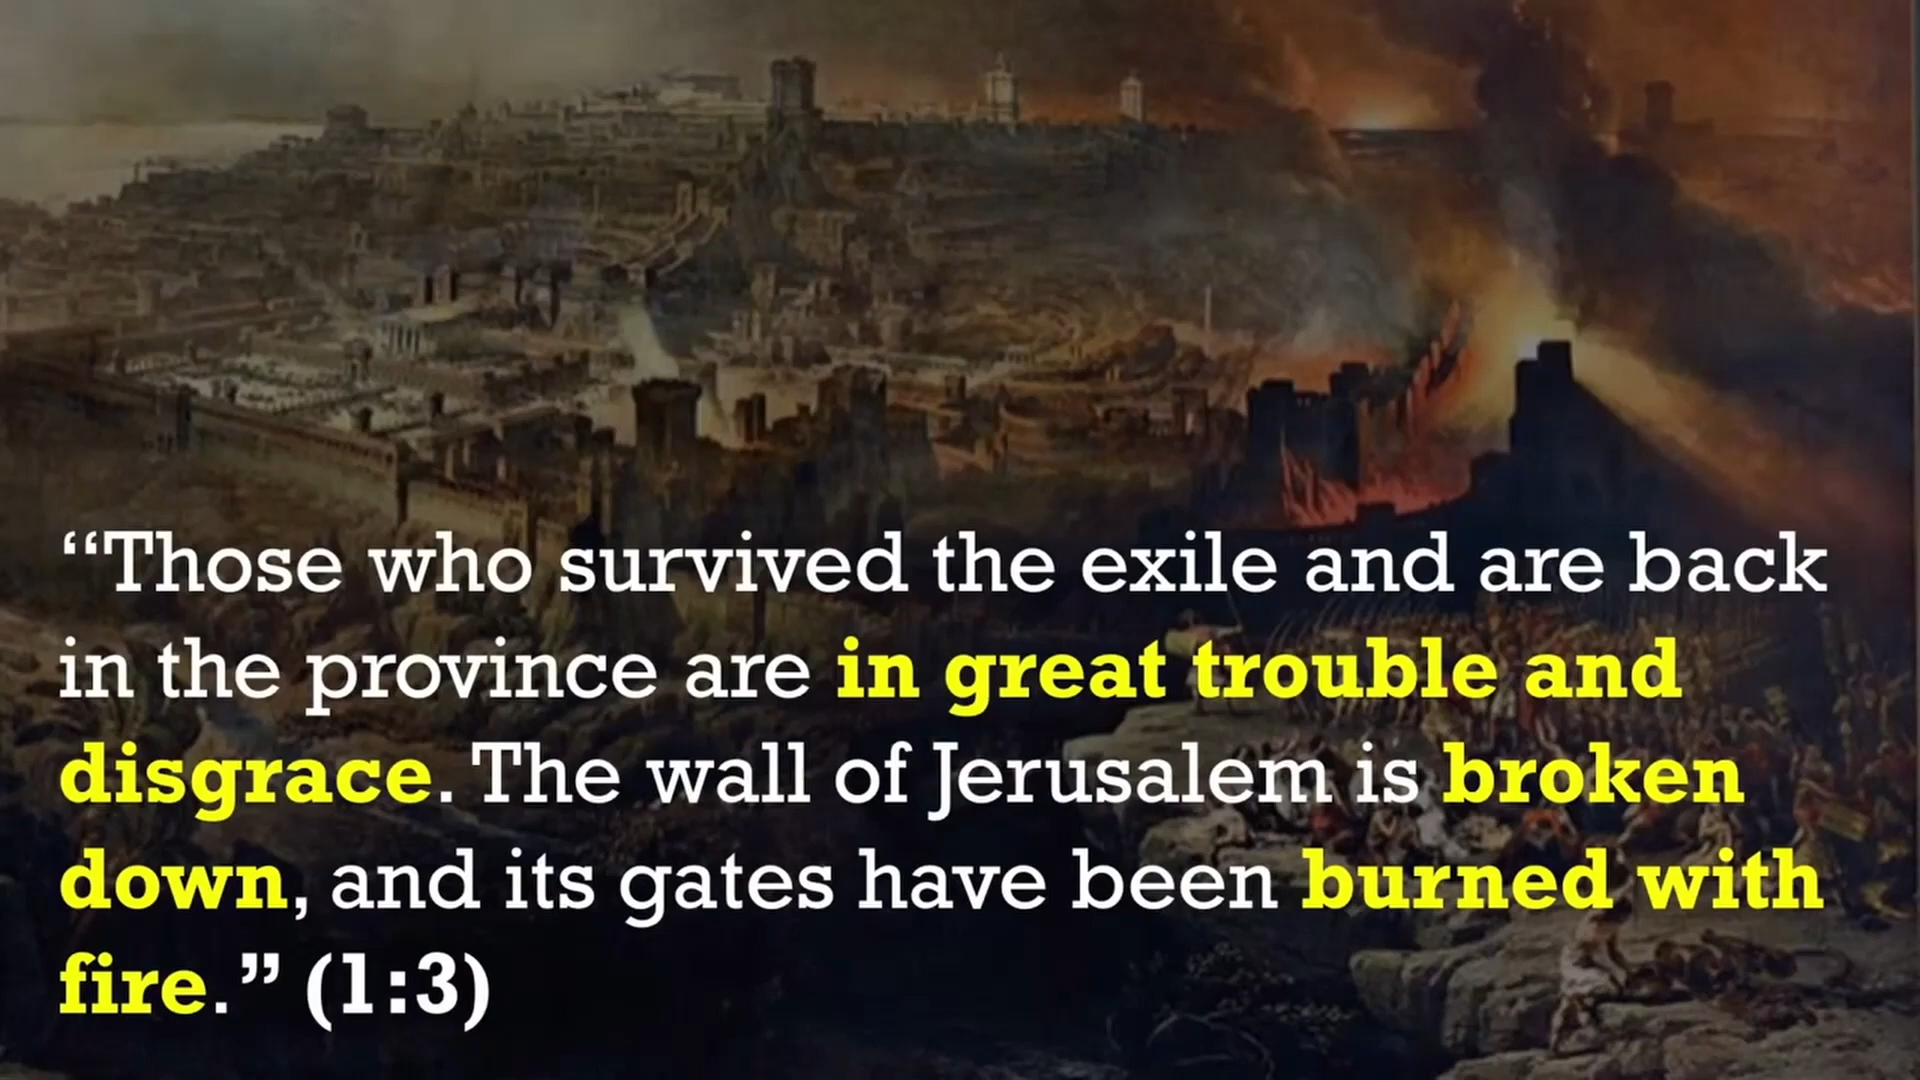 “Those who survived the exile and are back
in the province are in great trouble and
disgrace. The wall of Jerusalem is broken
down, and its gates have been burned with
fire.” (1:3)